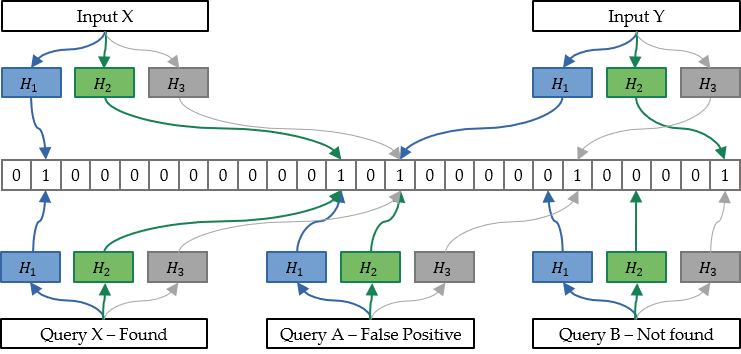 Input X Input Y
H₁ H₂ H₃ H₁ H₂ H₃
0 1 0 0 0 0 0 0 0 0 0 1 0 1 0 0 0 0 0 1 0 0 0 0 1
H₁ H₂ H₃ H₁ H₂ H₃ H₁ H₂ H₃
Query X – Found Query A – False Positive Query B – Not found